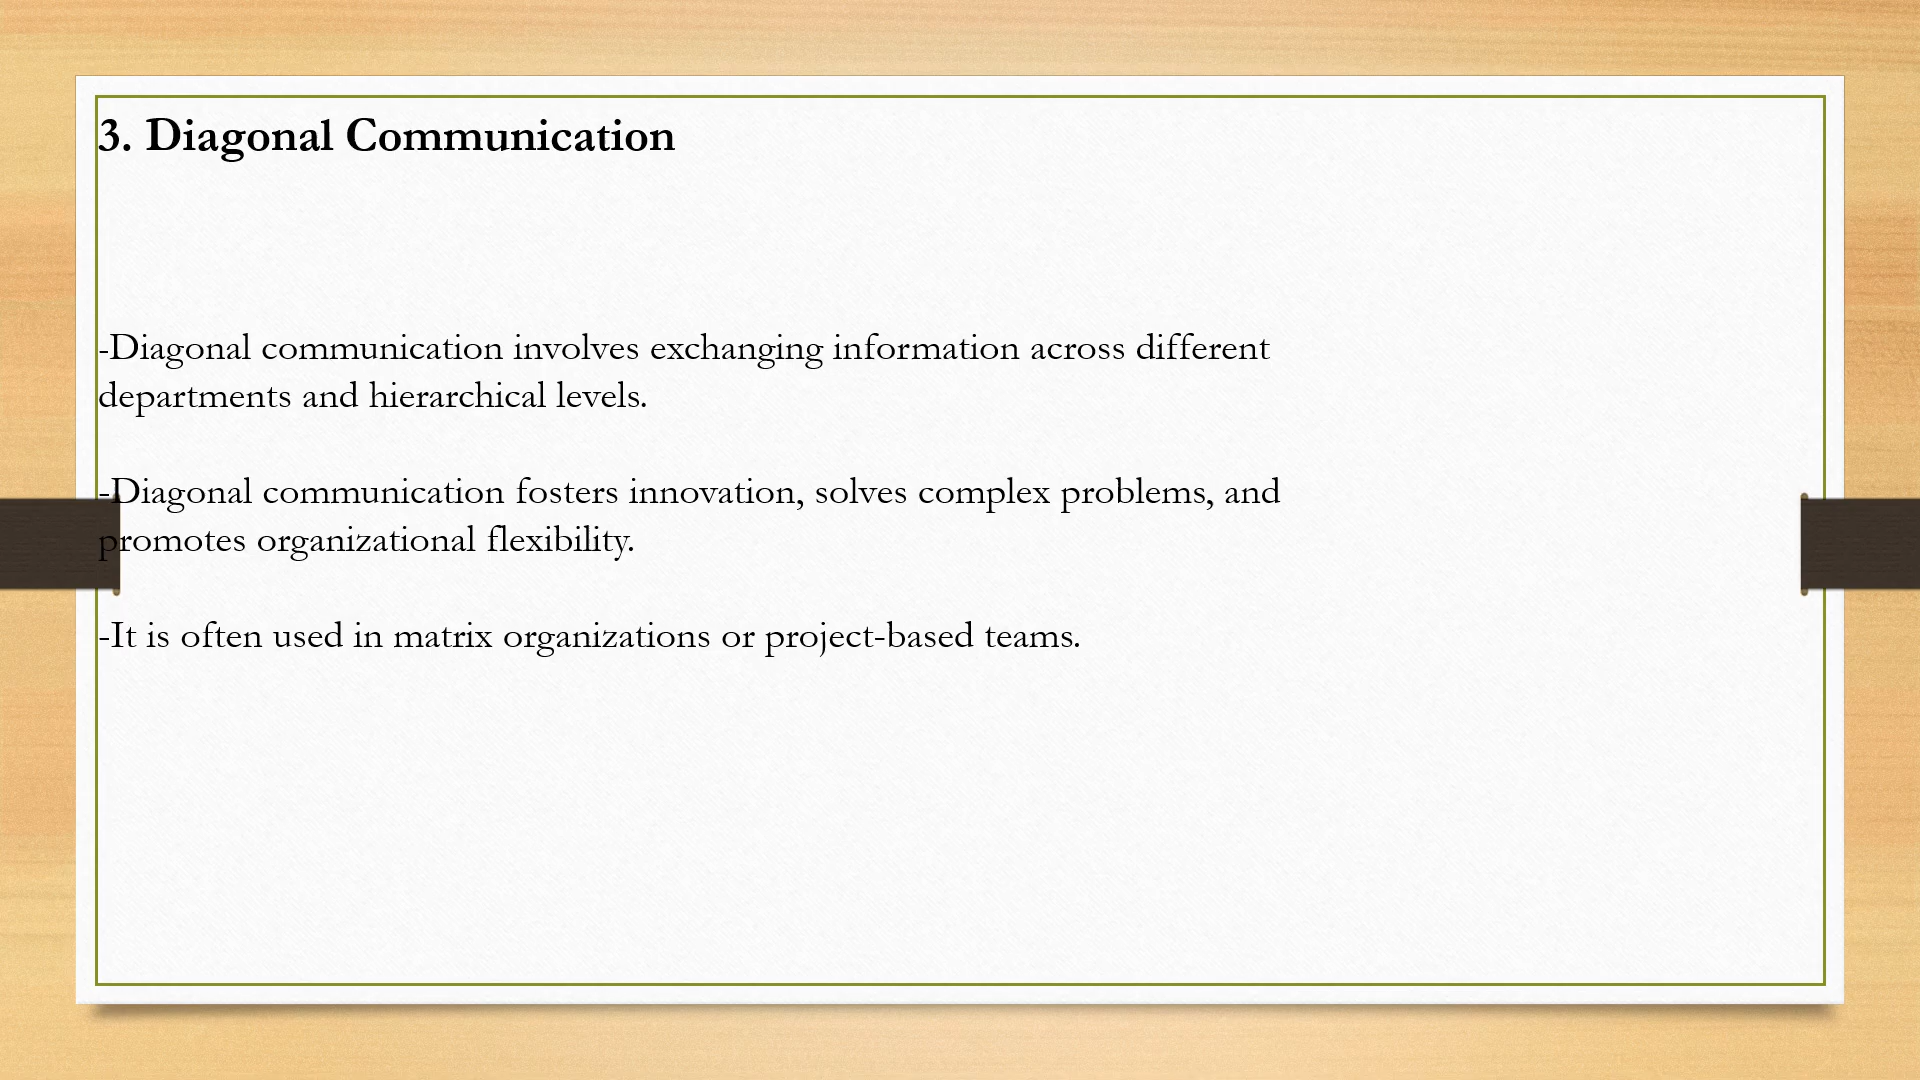 3. Diagonal Communication
-Diagonal communication involves exchanging information across different
departments and hierarchical levels.
-Diagonal communication fosters innovation, solves complex problems, and
promotes organizational flexibility.
-It is often used in matrix organizations or project-based teams.